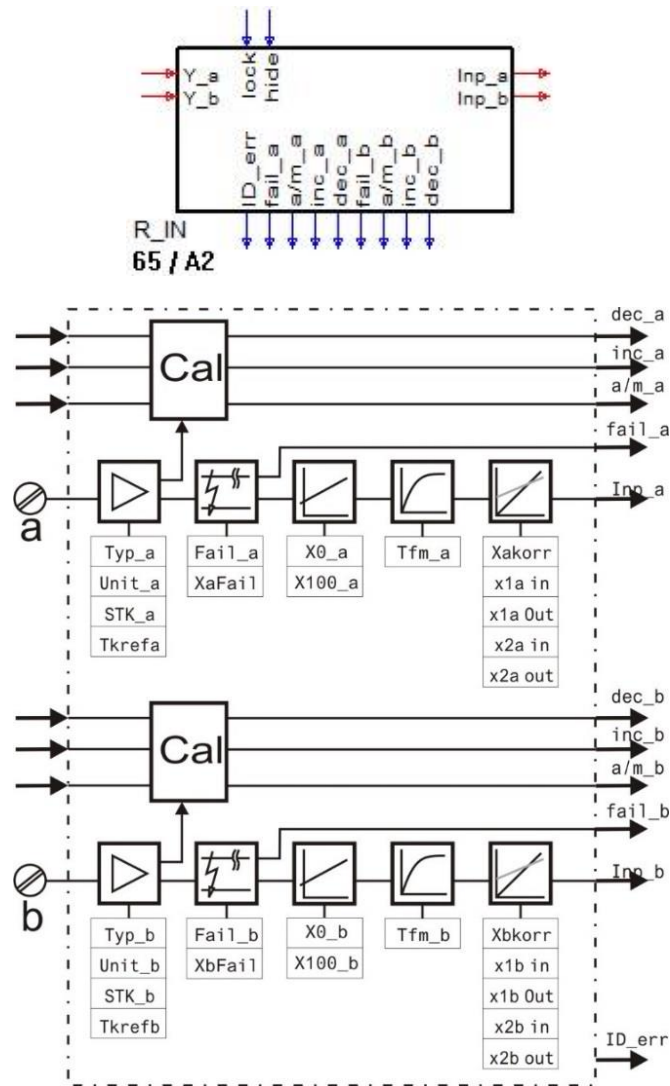 lock
hide
Y_a
Y_b
Inp_a
Inp_b
ID_err
fail_a
a/m_a
inc_a
dec_a
fail_b
a/m_b
inc_b
dec_b
R_IN
65 / A2
dec_a
inc_a
a/m_a
fail_a
Cal
Inp_a
a
Typ_a
Unit_a
STK_a
Tkrefa
Fail_a
XaFail
X0_a
X100_a
Tfm_a
Xakorr
x1a in
x1a Out
x2a in
x2a out
dec_b
inc_b
a/m_b
fail_b
Cal
Inp_b
b
Typ_b
Unit_b
STK_b
Tkrefb
Fail_b
XbFail
X0_b
X100_b
Tfm_b
Xbkorr
x1b in
x1b Out
x2b in
x2b out
ID_err